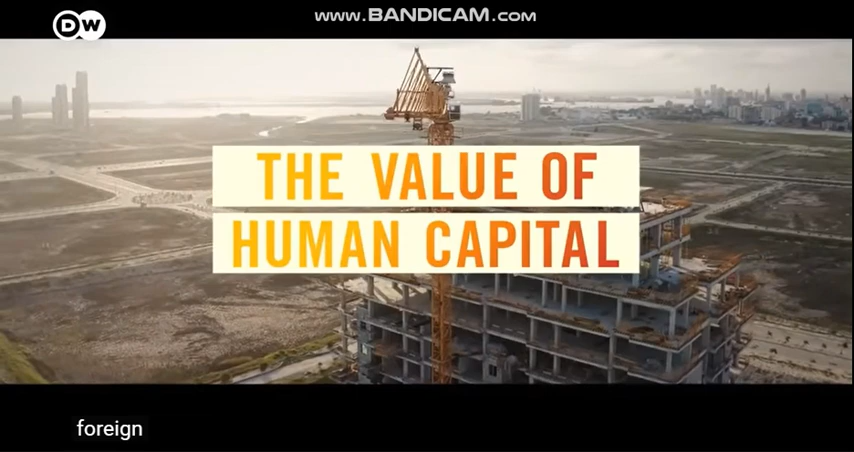 DW
www.BANDICAM.com
THE VALUE OF
HUMAN CAPITAL
foreign